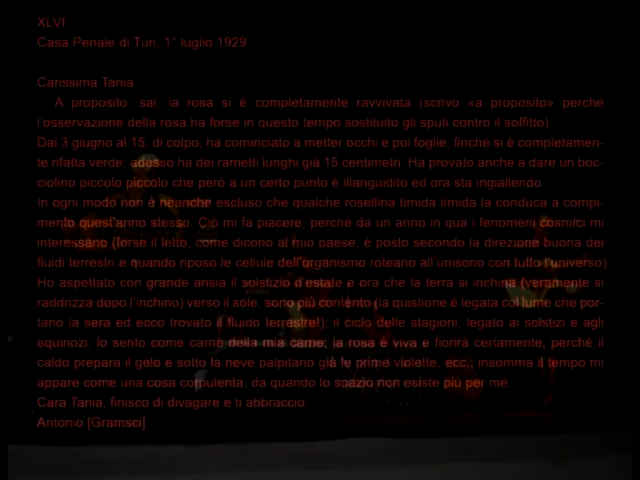 XLVI
Casa Penale di Turi, 1° luglio 1929
Carissima Tania
A proposito sai, la rosa si è completamente ravvivata (scrivo «a proposito» perché
l'osservazione della rosa ha forse in questo tempo sostituito gli sputi contro il soffitto).
Dal 3 giugno al 15, di colpo, ha cominciato a metter occhi e poi foglie, finché si è completamen-
te rifatta verde; adesso ha dei rametti lunghi già 15 centimetri. Ha provato anche a dare un boc-
ciolino piccolo piccolo che però a un certo punto è illanguidito ed ora sta ingiallendo.
In ogni modo non è neanche escluso che qualche rosellina timida timida la conduca a compi-
mento quest'anno stesso. Ciò mi fa piacere, perché da un anno in qua i fenomeni cosmici mi
interessano (forse il letto, come dicono al mio paese, è posto secondo la direzione buona dei
fluidi terrestri e quando riposo le cellule dell'organismo roteano all'unisono con tutto l'universo)
Ho aspettato con grande ansia il solstizio d'estate e ora che la terra si inchina (veramente si
raddrizza dopo l'inchino) verso il sole, sono più contento (la quistione è legata col lume che por-
tano la sera ed ecco trovato il fluido terrestre!); il ciclo delle stagioni, legato ai solstizi e agli
equinozi, lo sento come carne della mia carne; la rosa è viva e fiorirà certamente, perché il
caldo prepara il gelo e sotto la neve palpitano già le prime violette, ecc.; insomma il tempo mi
appare come una cosa corpulenta, da quando lo spazio non esiste più per me
Cara Tania, finisco di divagare e ti abbraccio.
Antonio [Gramsci]